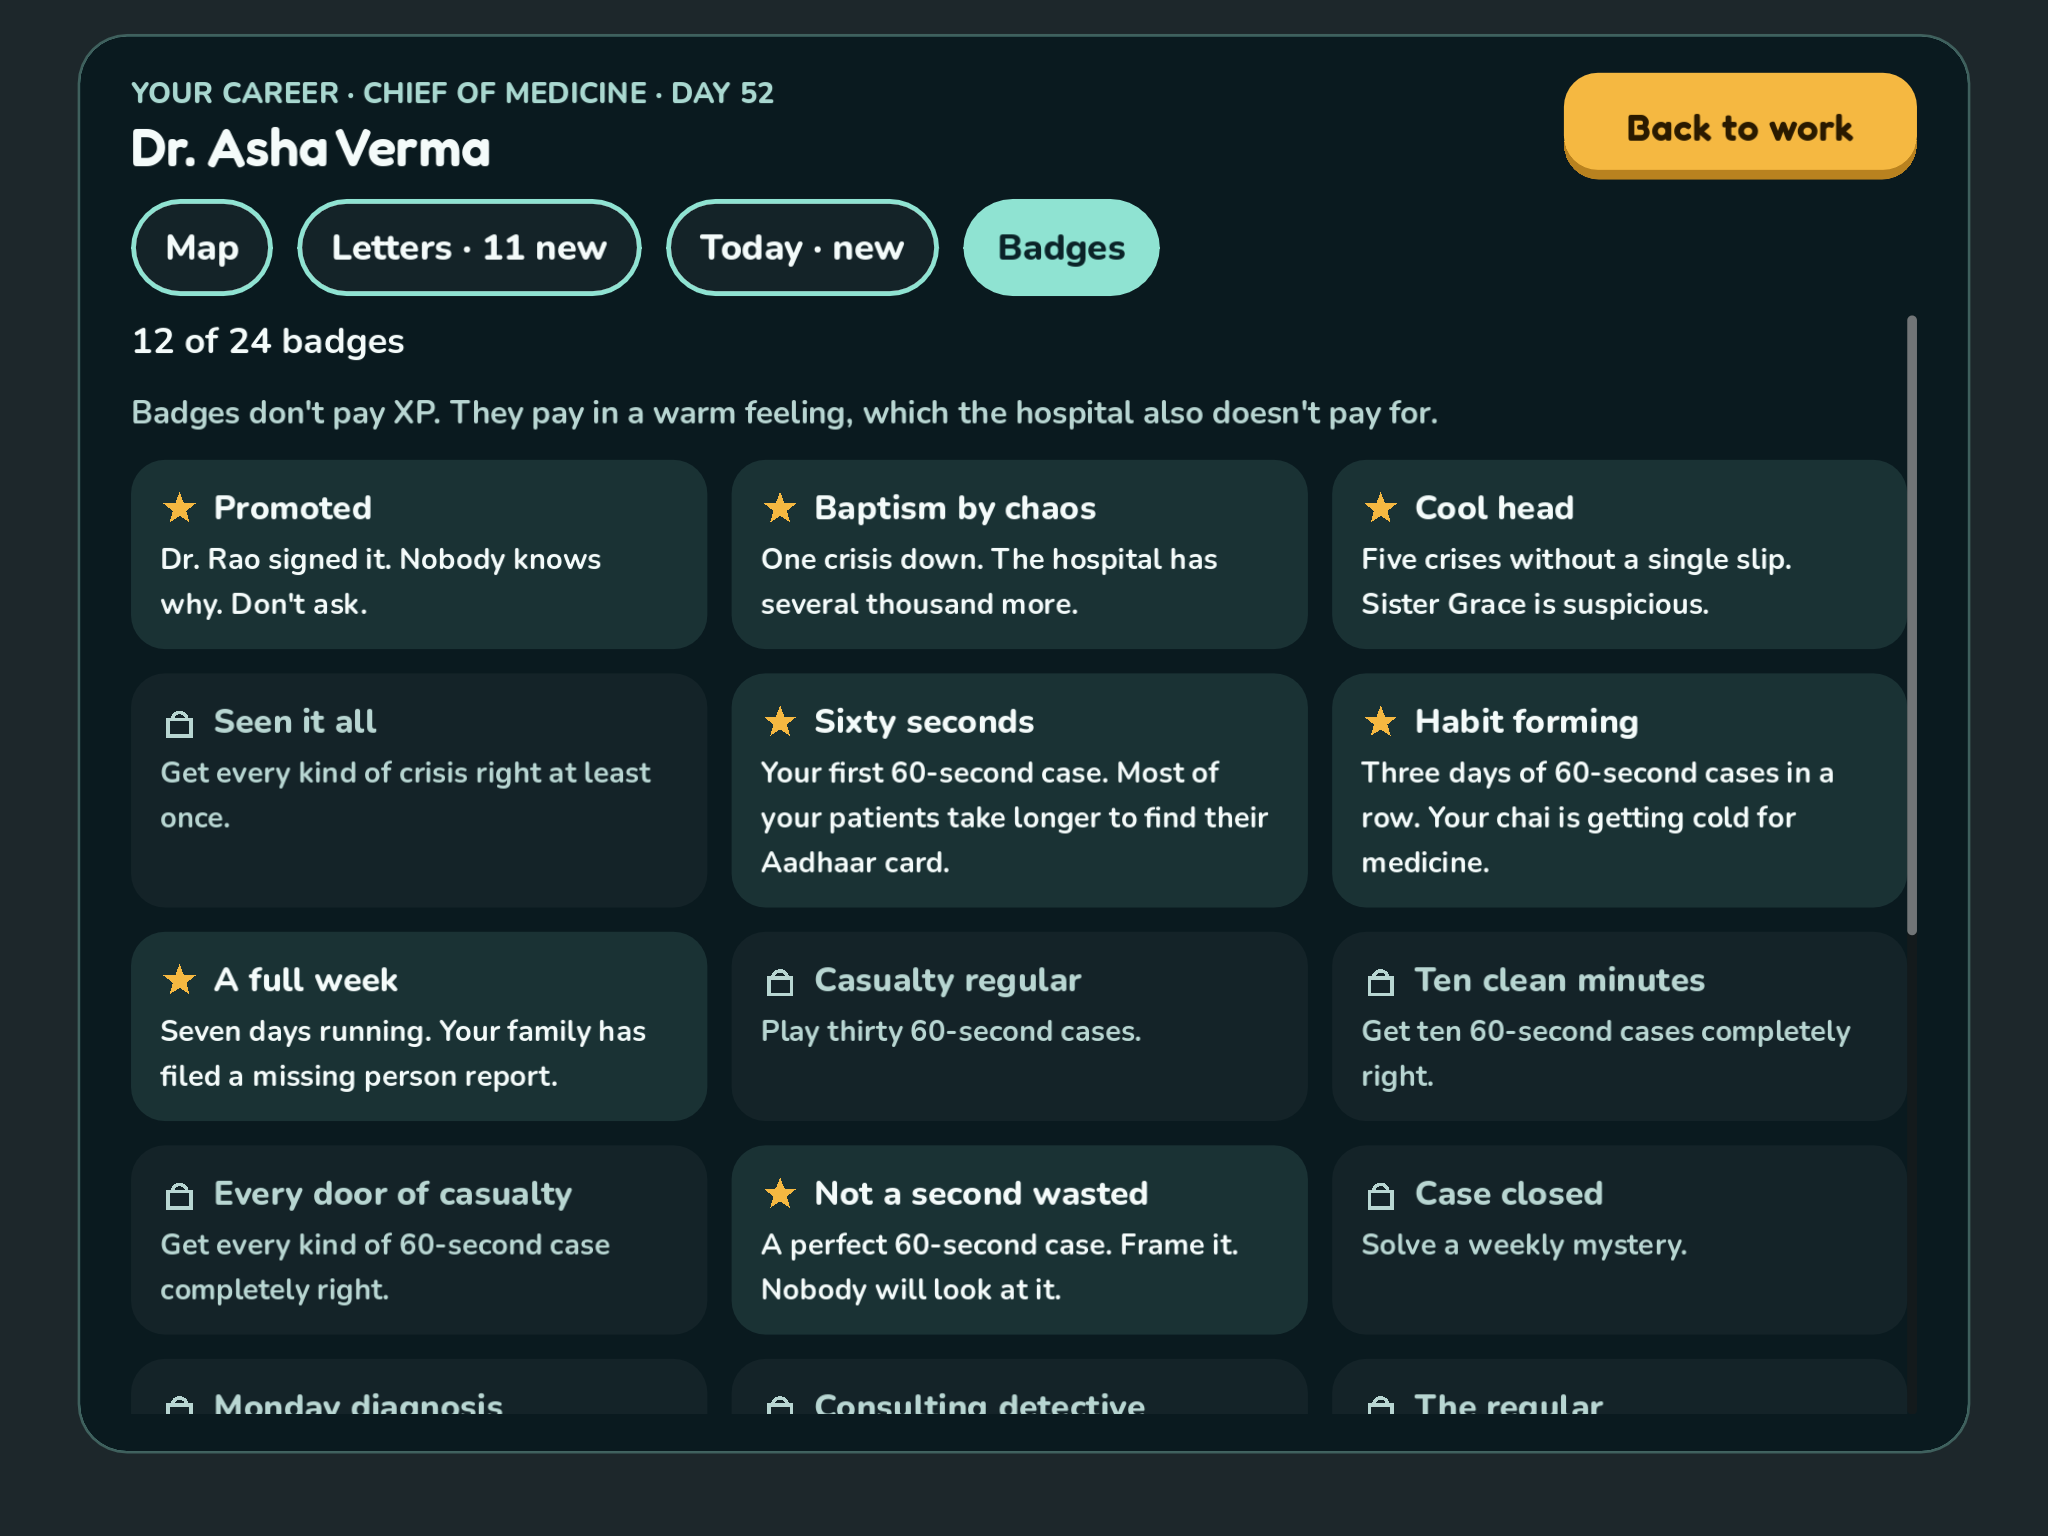 YOUR CAREER · CHIEF OF MEDICINE · DAY 52
Dr. Asha Verma
Back to work
Map
Letters · 11 new
Today · new
Badges
12 of 24 badges
Badges don't pay XP. They pay in a warm feeling, which the hospital also doesn't pay for.
Promoted
Dr. Rao signed it. Nobody knows
why. Don't ask.
Baptism by chaos
One crisis down. The hospital has
several thousand more.
Cool head
Five crises without a single slip.
Sister Grace is suspicious.
Seen it all
Get every kind of crisis right at least
once.
Sixty seconds
Your first 60-second case. Most of
your patients take longer to find their
Aadhaar card.
Habit forming
Three days of 60-second cases in a
row. Your chai is getting cold for
medicine.
A full week
Seven days running. Your family has
filed a missing person report.
Casualty regular
Play thirty 60-second cases.
Ten clean minutes
Get ten 60-second cases completely
right.
Every door of casualty
Get every kind of 60-second case
completely right.
Not a second wasted
A perfect 60-second case. Frame it.
Nobody will look at it.
Case closed
Solve a weekly mystery.
Monday diagnosis
Consulting detective
The regular